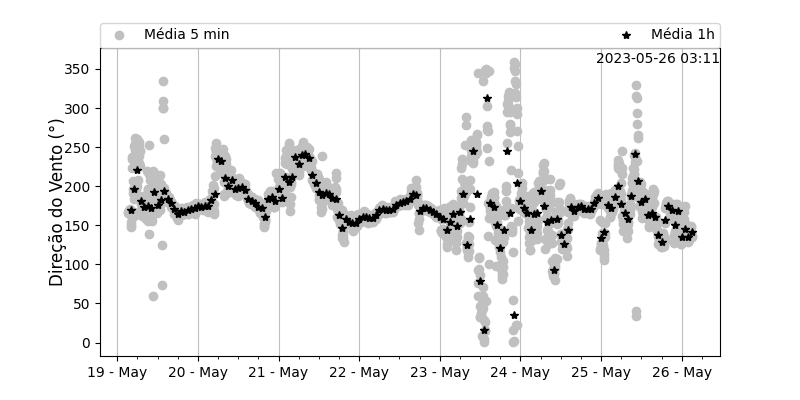 Média 5 min
Média 1h
2023-05-26 03:11
Direção do Vento (°)
350
300
250
200
150
100
50
0
19 - May
20 - May
21 - May
22 - May
23 - May
24 - May
25 - May
26 - May